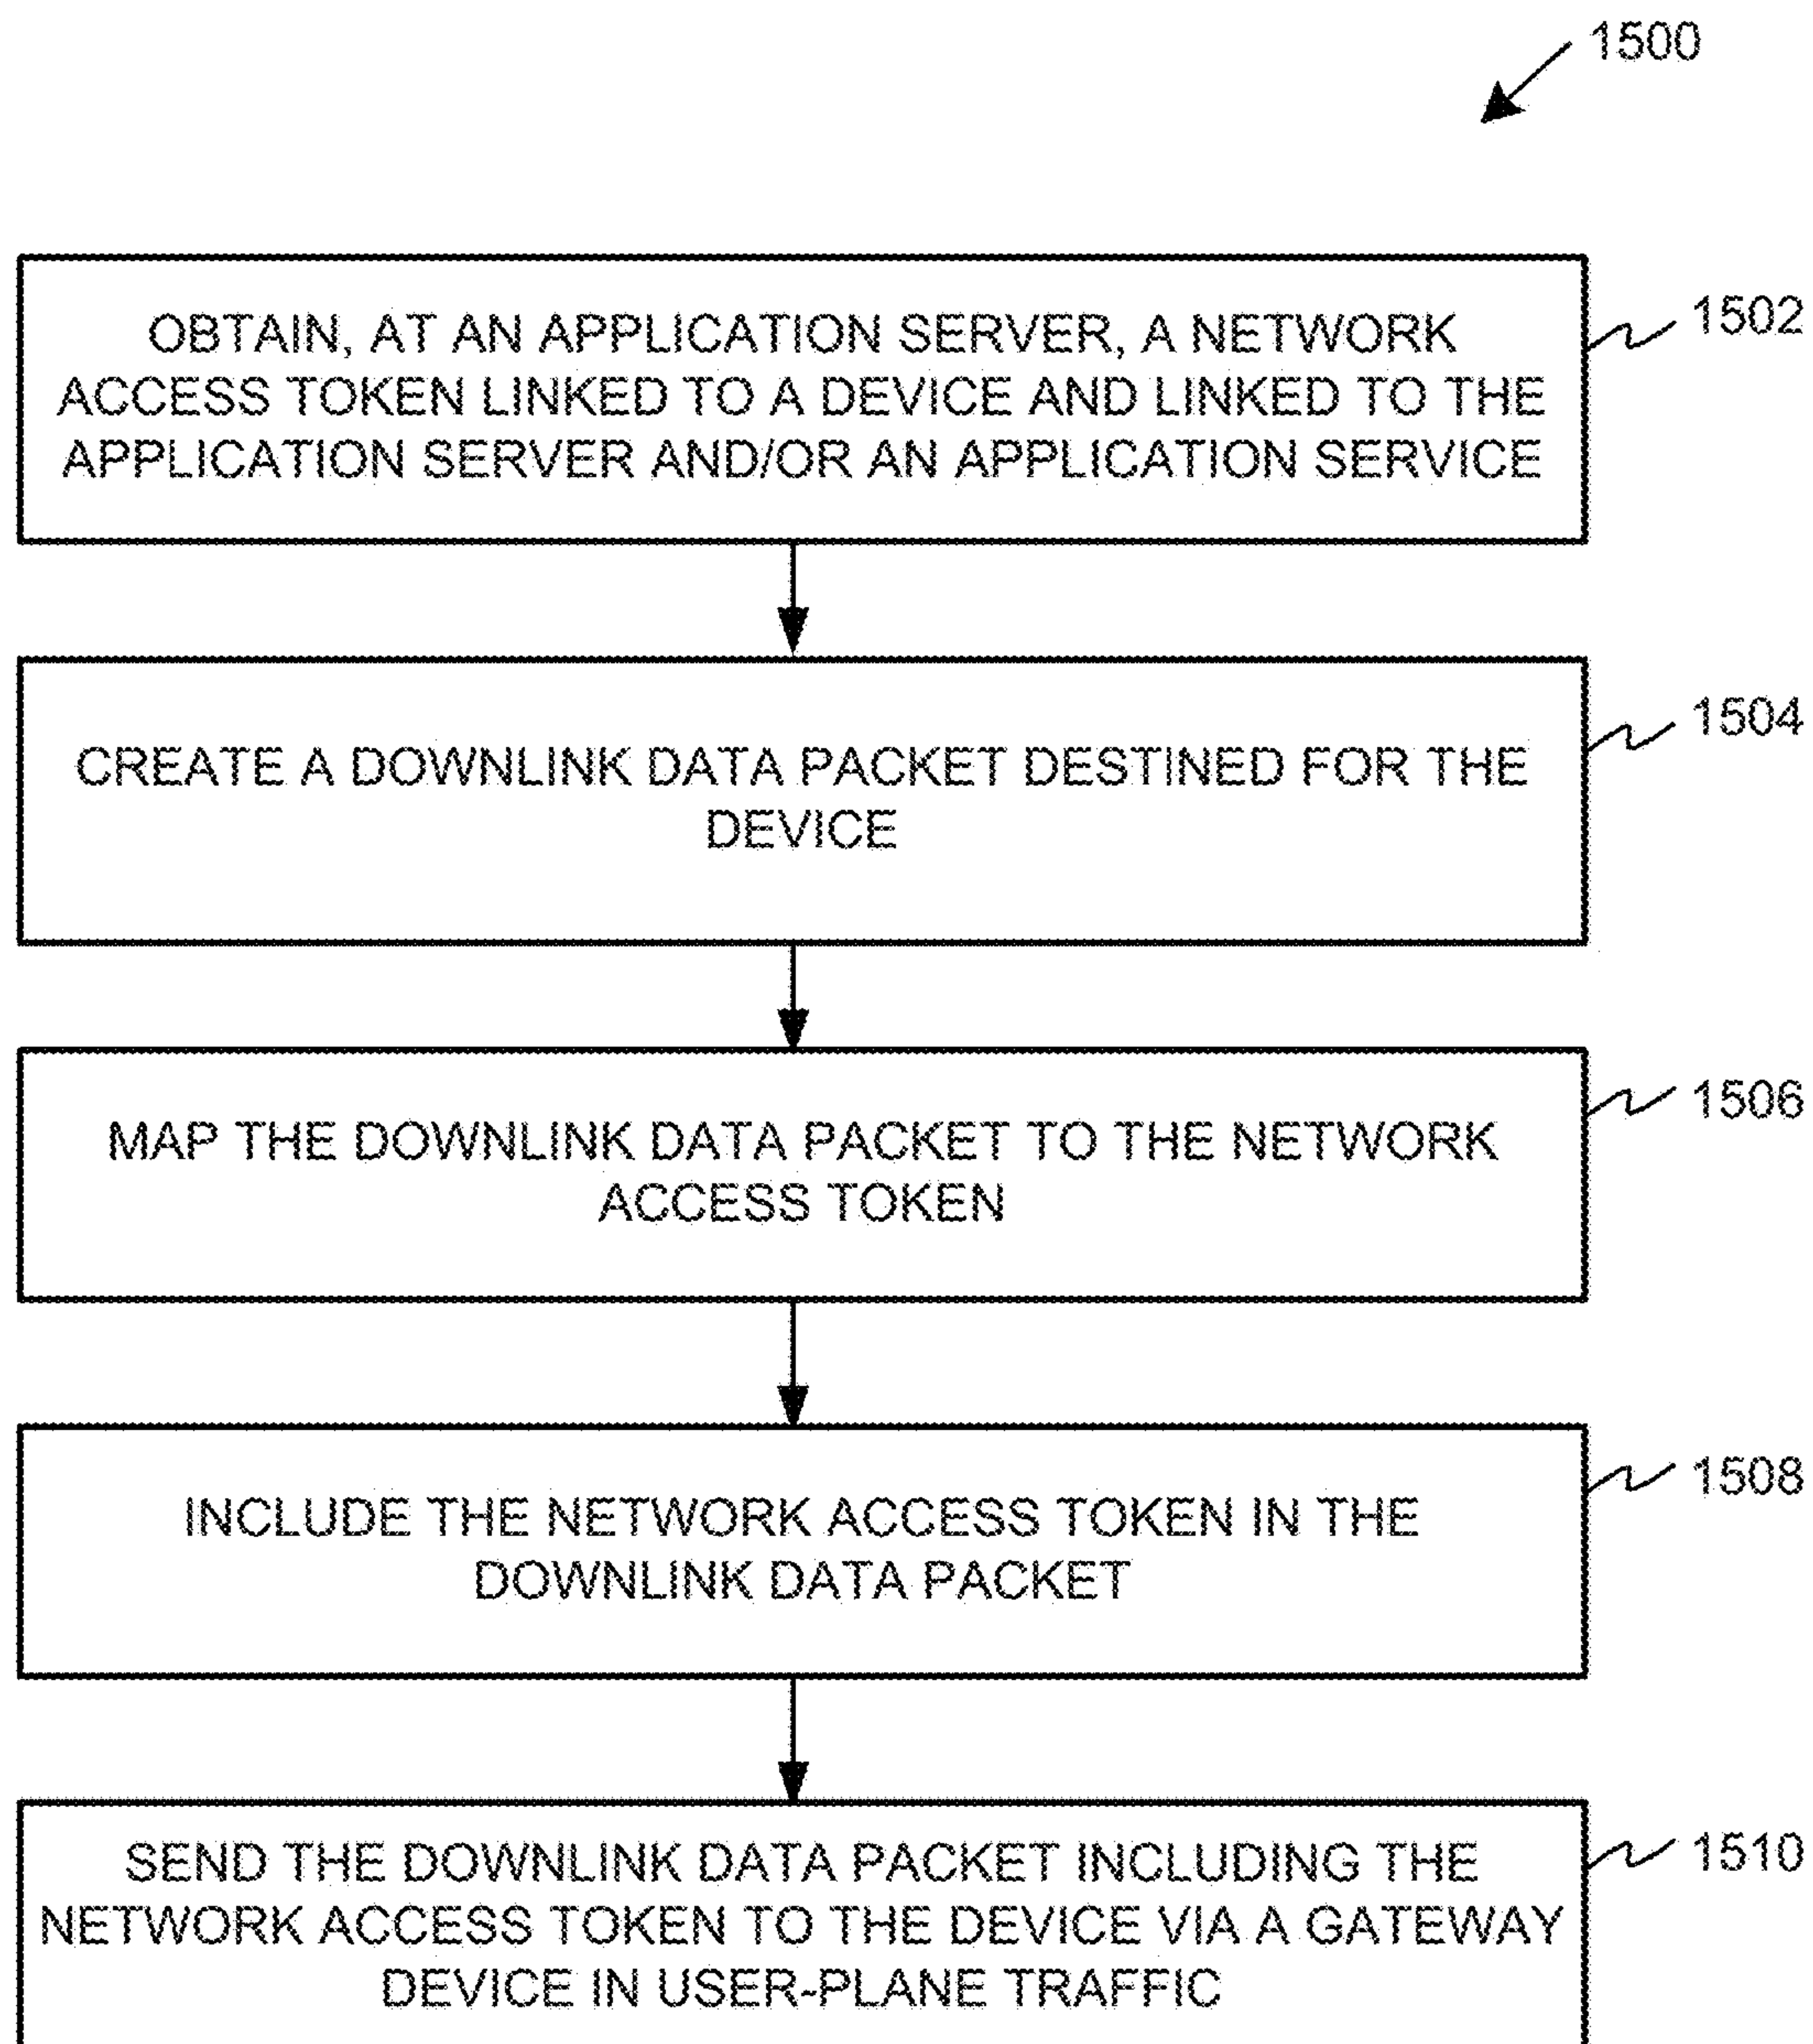 1500
OBTAIN, AT AN APPLICATION SERVER, A NETWORK
ACCESS TOKEN LINKED TO A DEVICE AND LINKED TO THE
APPLICATION SERVER AND/OR AN APPLICATION SERVICE
1502
CREATE A DOWNLINK DATA PACKET DESTINED FOR THE
DEVICE
1504
MAP THE DOWNLINK DATA PACKET TO THE NETWORK
ACCESS TOKEN
1506
INCLUDE THE NETWORK ACCESS TOKEN IN THE
DOWNLINK DATA PACKET
1508
SEND THE DOWNLINK DATA PACKET INCLUDING THE
NETWORK ACCESS TOKEN TO THE DEVICE VIA A GATEWAY
DEVICE IN USER-PLANE TRAFFIC
1510